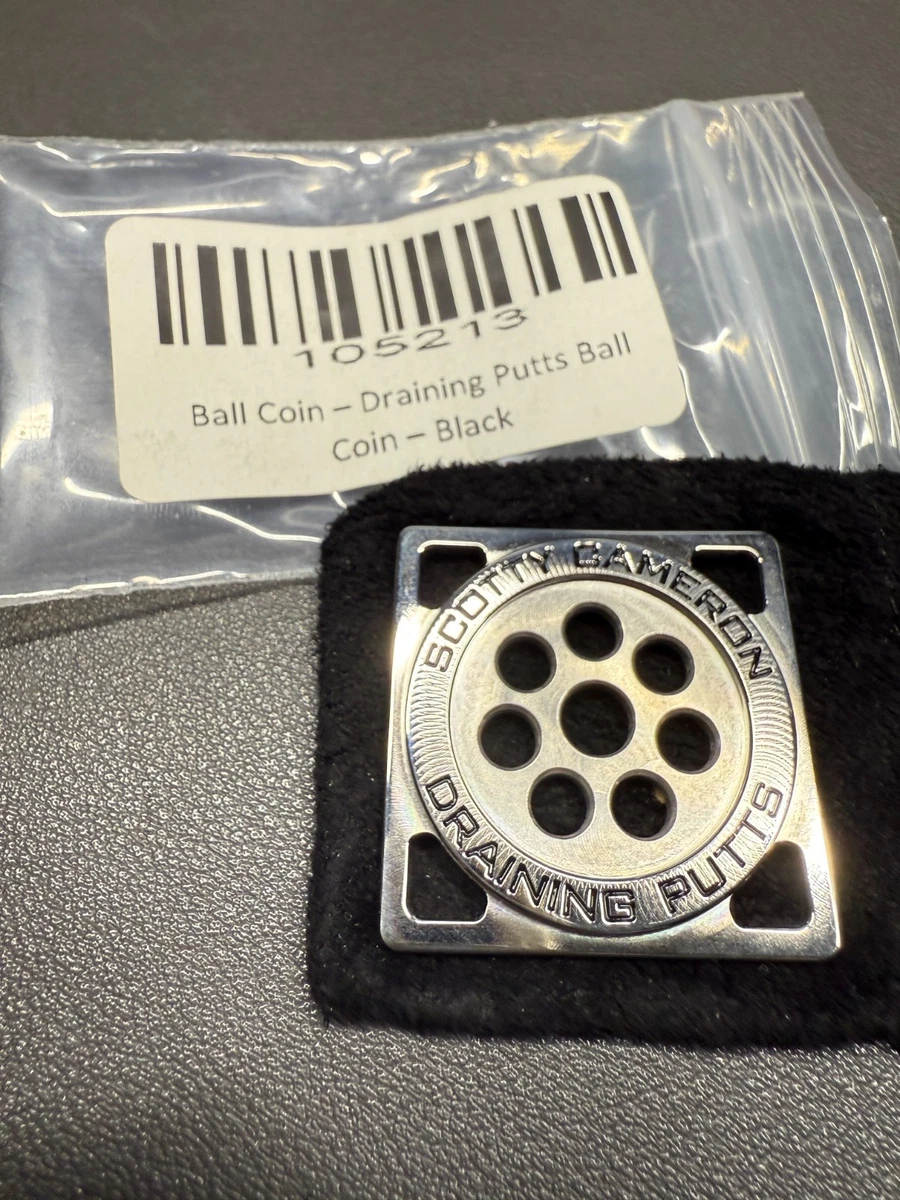 105213
Ball Coin – Draining Putts Ball
Coin – Black
SCOTTY CAMERON
DRAINING PUTTS